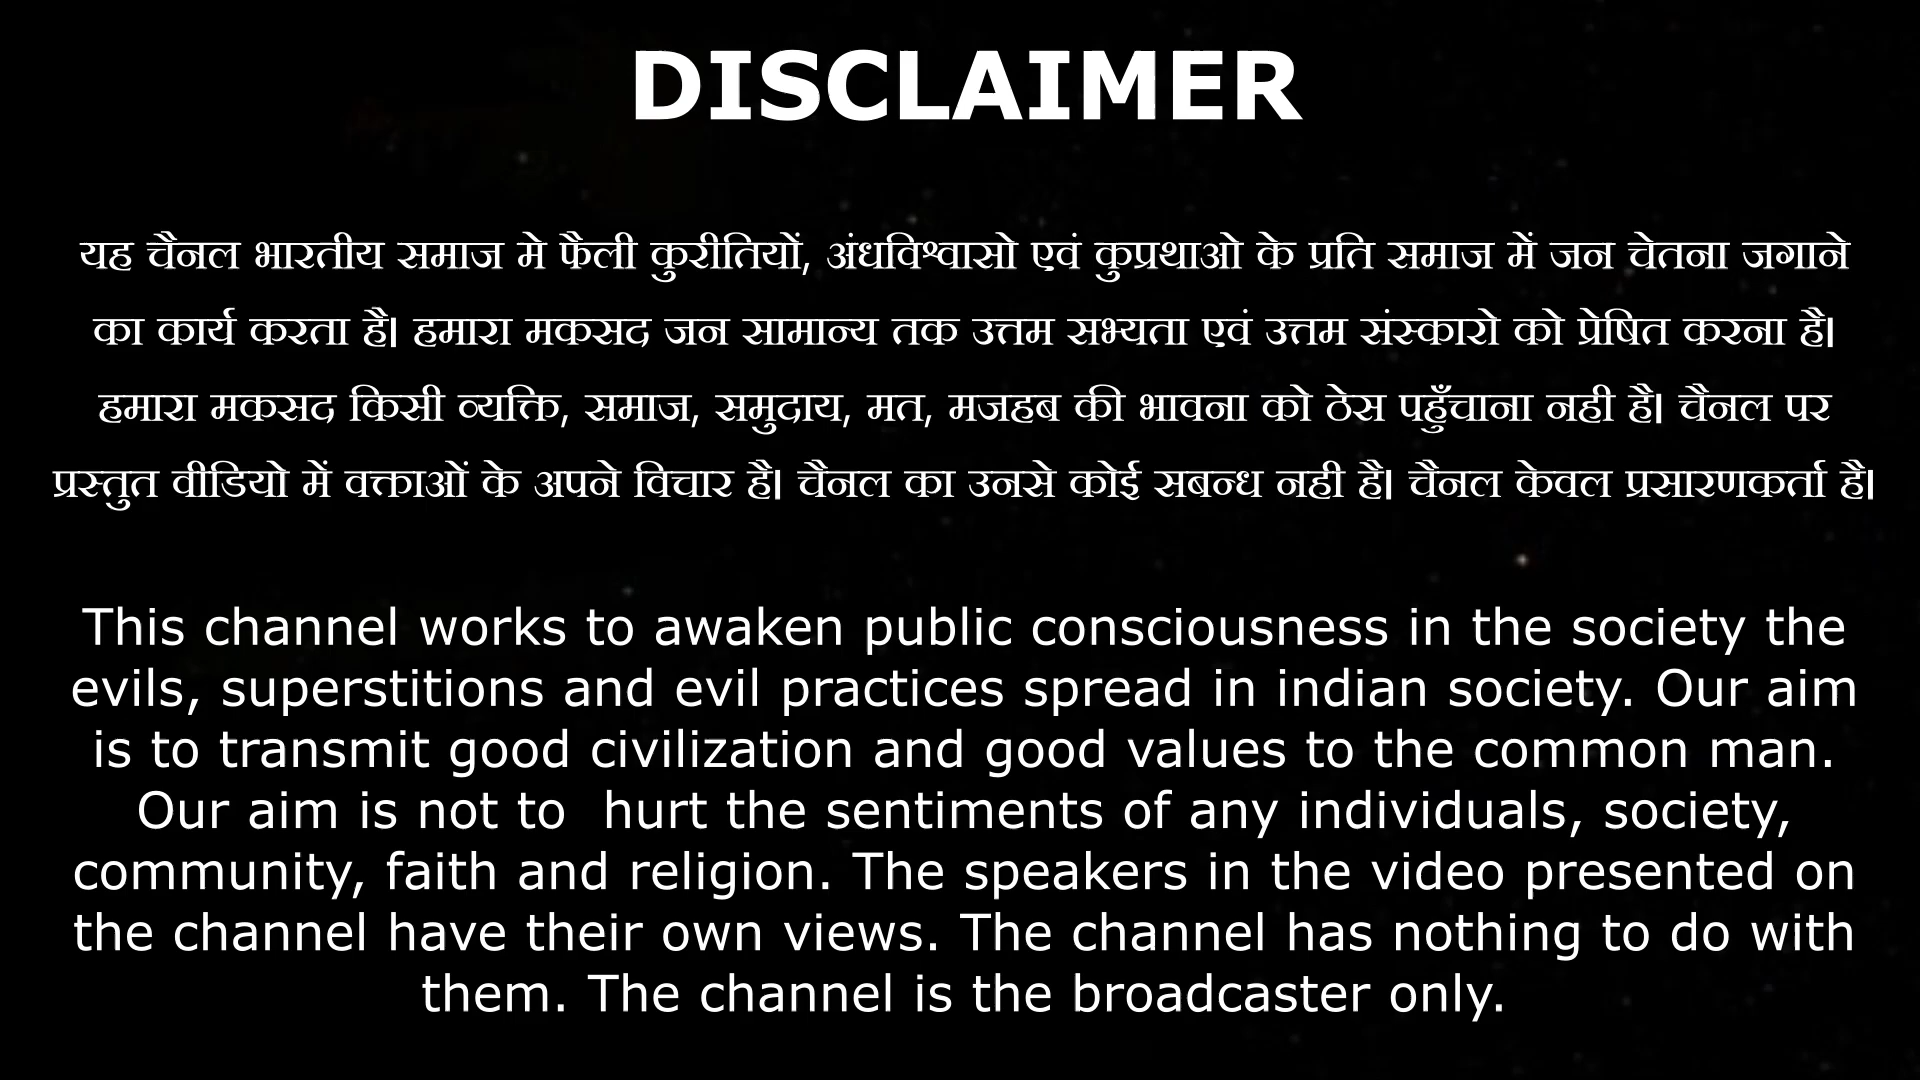 DISCLAIMER
यह चैनल भारतीय समाज मे फैली कुरीतियों, अंधविश्वासो एवं कुप्रथाओ के प्रति समाज में जन चेतना जगाने
का कार्य करता है। हमारा मकसद जन सामान्य तक उत्तम सभ्यता एवं उत्तम संस्कारो को प्रेषित करना है।
हमारा मकसद किसी व्यक्ति, समाज, समुदाय, मत, मजहब की भावना को ठेस पहुँचाना नही है। चैनल पर
प्रस्तुत वीडियो में वक्ताओं के अपने विचार है। चैनल का उनसे कोई सबन्ध नही है। चैनल केवल प्रसारणकर्ता है।
This channel works to awaken public consciousness in the society the
evils, superstitions and evil practices spread in indian society. Our aim
is to transmit good civilization and good values to the common man.
Our aim is not to  hurt the sentiments of any individuals, society,
community, faith and religion. The speakers in the video presented on
the channel have their own views. The channel has nothing to do with
them. The channel is the broadcaster only.